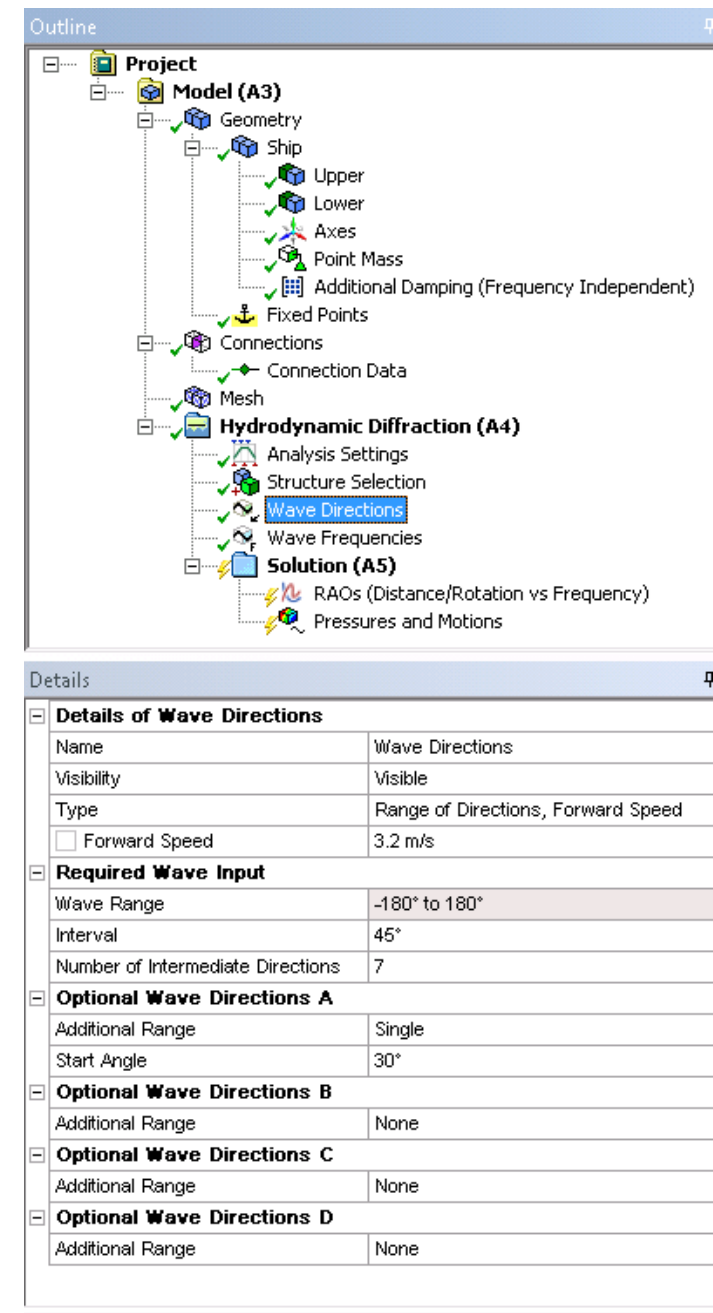 Outline
Project
Model (A3)
Geometry
Ship
Upper
Lower
Axes
Point Mass
Additional Damping (Frequency Independent)
Fixed Points
Connections
Connection Data
Mesh
Hydrodynamic Diffraction (A4)
Analysis Settings
Structure Selection
Wave Directions
Wave Frequencies
Solution (A5)
RAOs (Distance/Rotation vs Frequency)
Pressures and Motions
Details
Details of Wave Directions
Name Wave Directions
Visibility Visible
Type Range of Directions, Forward Speed
Forward Speed 3.2 m/s
Required Wave Input
Wave Range -180° to 180°
Interval 45°
Number of Intermediate Directions 7
Optional Wave Directions A
Additional Range Single
Start Angle 30°
Optional Wave Directions B
Additional Range None
Optional Wave Directions C
Additional Range None
Optional Wave Directions D
Additional Range None